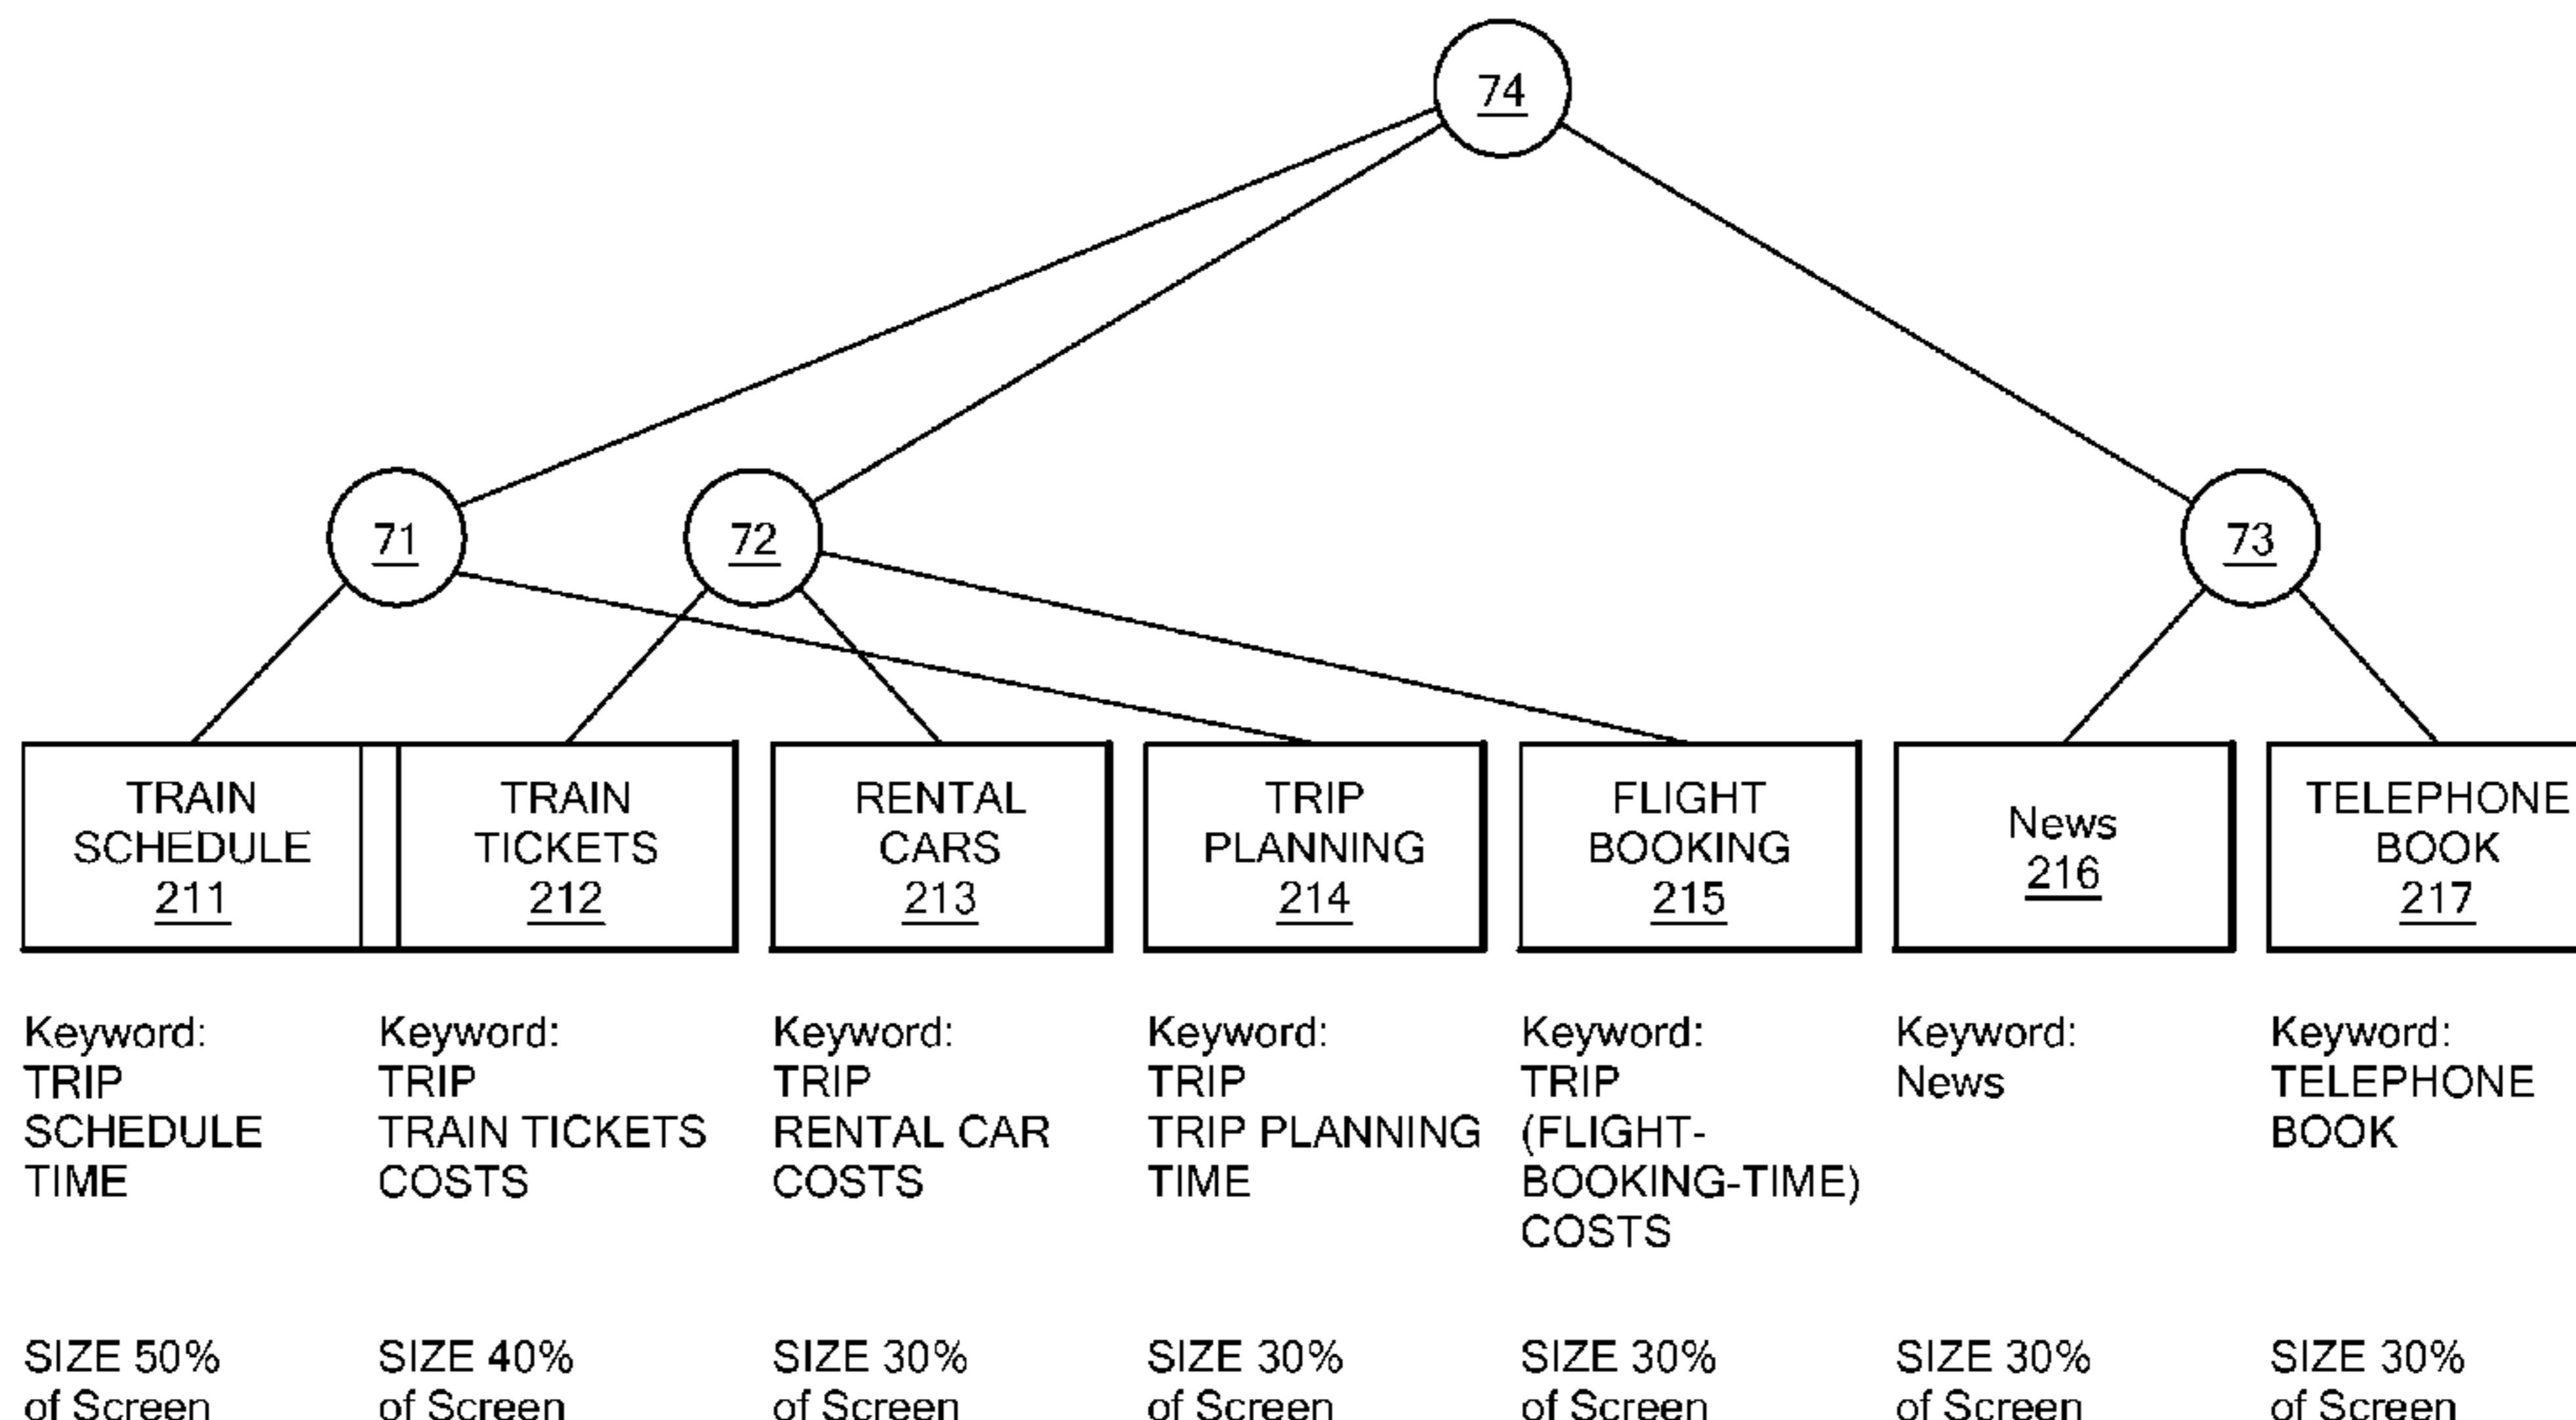 74
71
72
73
TRAIN
SCHEDULE
211
TRAIN
TICKETS
212
RENTAL
CARS
213
TRIP
PLANNING
214
FLIGHT
BOOKING
215
News
216
TELEPHONE
BOOK
217
Keyword:
TRIP
SCHEDULE
TIME
Keyword:
TRIP
TRAIN TICKETS
COSTS
Keyword:
TRIP
RENTAL CAR
COSTS
Keyword:
TRIP
TRIP PLANNING
TIME
Keyword:
TRIP
(FLIGHT-
BOOKING-TIME)
COSTS
Keyword:
News
Keyword:
TELEPHONE
BOOK
SIZE 50%
of Screen
SIZE 40%
of Screen
SIZE 30%
of Screen
SIZE 30%
of Screen
SIZE 30%
of Screen
SIZE 30%
of Screen
SIZE 30%
of Screen